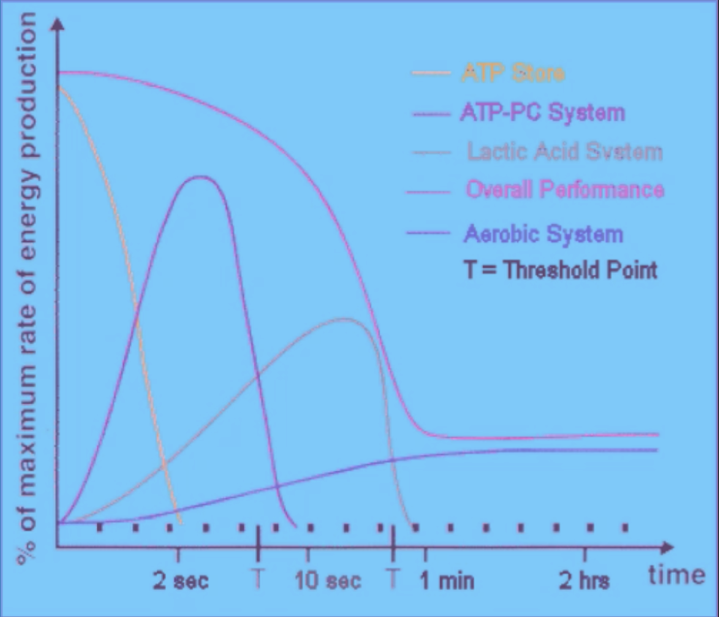 % of maximum rate of energy production
ATP Store
ATP-PC System
Lactic Acid System
Overall Performance
Aerobic System
T = Threshold Point
2 sec
T
10 sec
T
1 min
2 hrs
time